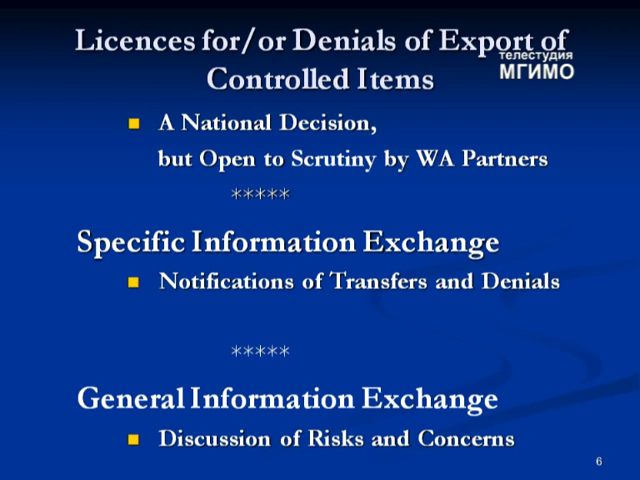 Licences for/or Denials of Export of
Controlled Items
телестудия
МГИМО
A National Decision,
but Open to Scrutiny by WA Partners
*****
Specific Information Exchange
Notifications of Transfers and Denials
*****
General Information Exchange
Discussion of Risks and Concerns
6